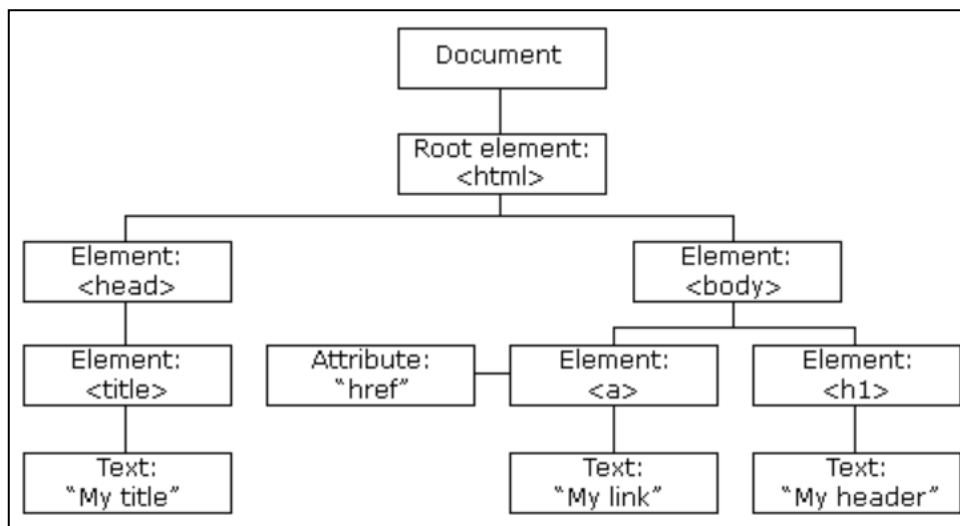 Document
Root element:
<html>
Element:
<head>
Element:
<body>
Element:
<title>
Attribute:
“href”
Element:
<a>
Element:
<h1>
Text:
“My title”
Text:
“My link”
Text:
“My header”